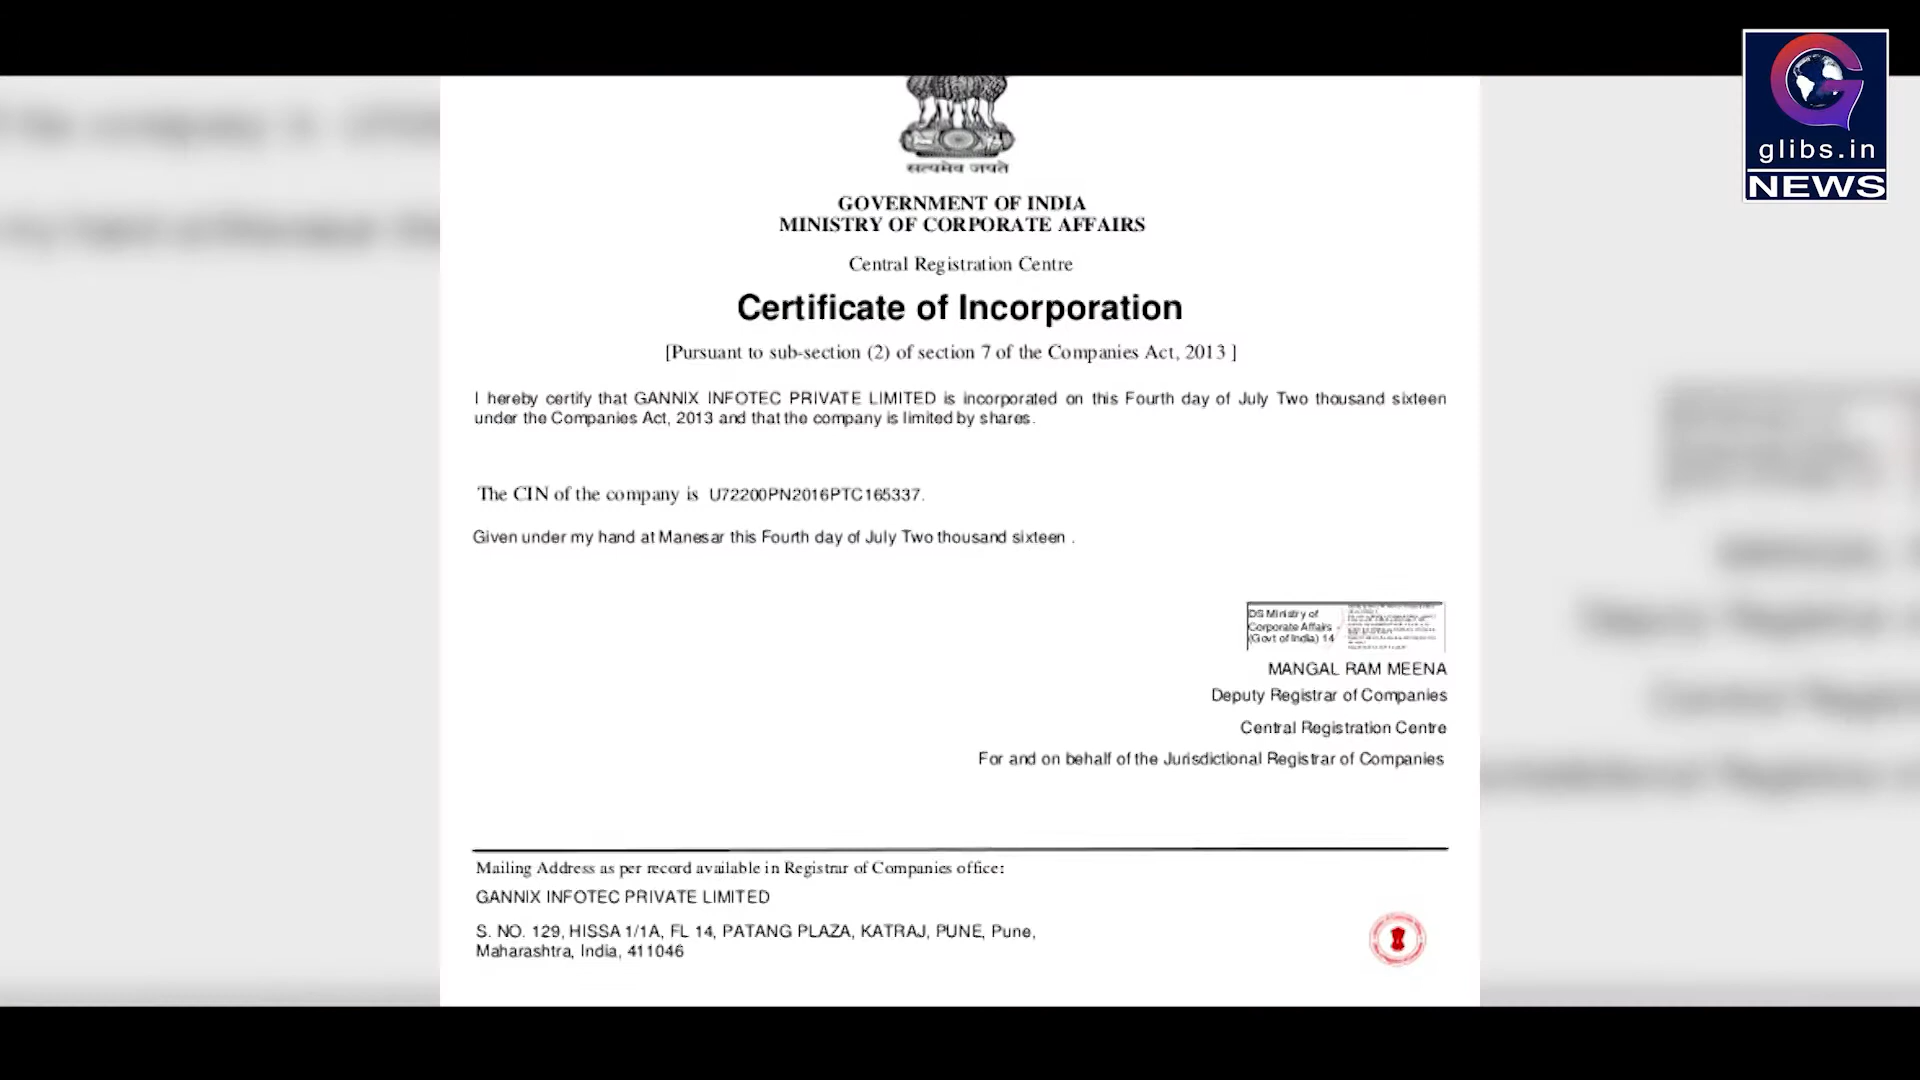 सत्यमेव जयते
GOVERNMENT OF INDIA
MINISTRY OF CORPORATE AFFAIRS
Central Registration Centre
Certificate of Incorporation
[Pursuant to sub-section (2) of section 7 of the Companies Act, 2013 ]
I hereby certify that GANNIX INFOTEC PRIVATE LIMITED is incorporated on this Fourth day of July Two thousand sixteen
under the Companies Act, 2013 and that the company is limited by shares.
The CIN of the company is U72200PN2016PTC165337.
Given under my hand at Manesar this Fourth day of July Two thousand sixteen .
DS Ministry of
Corporate Affairs -
(Govt of India) 14
MANGAL RAM MEENA
Deputy Registrar of Companies
Central Registration Centre
For and on behalf of the Jurisdictional Registrar of Companies
Mailing Address as per record available in Registrar of Companies office:
GANNIX INFOTEC PRIVATE LIMITED
S. NO. 129, HISSA 1/1A, FL 14, PATANG PLAZA, KATRAJ, PUNE, Pune,
Maharashtra, India, 411046
glibs.in
NEWS